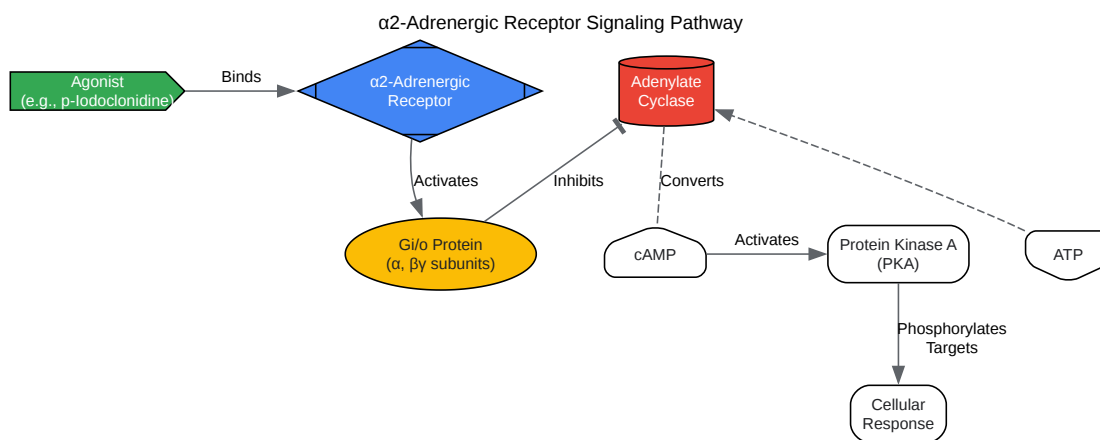 α2-Adrenergic Receptor Signaling Pathway
Agonist
(e.g., p-Iodoclonidine)
Binds
α2-Adrenergic
Receptor
Adenylate
Cyclase
Activates
Inhibits
Converts
Gi/o Protein
(α, βγ subunits)
cAMP
Activates
Protein Kinase A
(PKA)
ATP
Phosphorylates
Targets
Cellular
Response